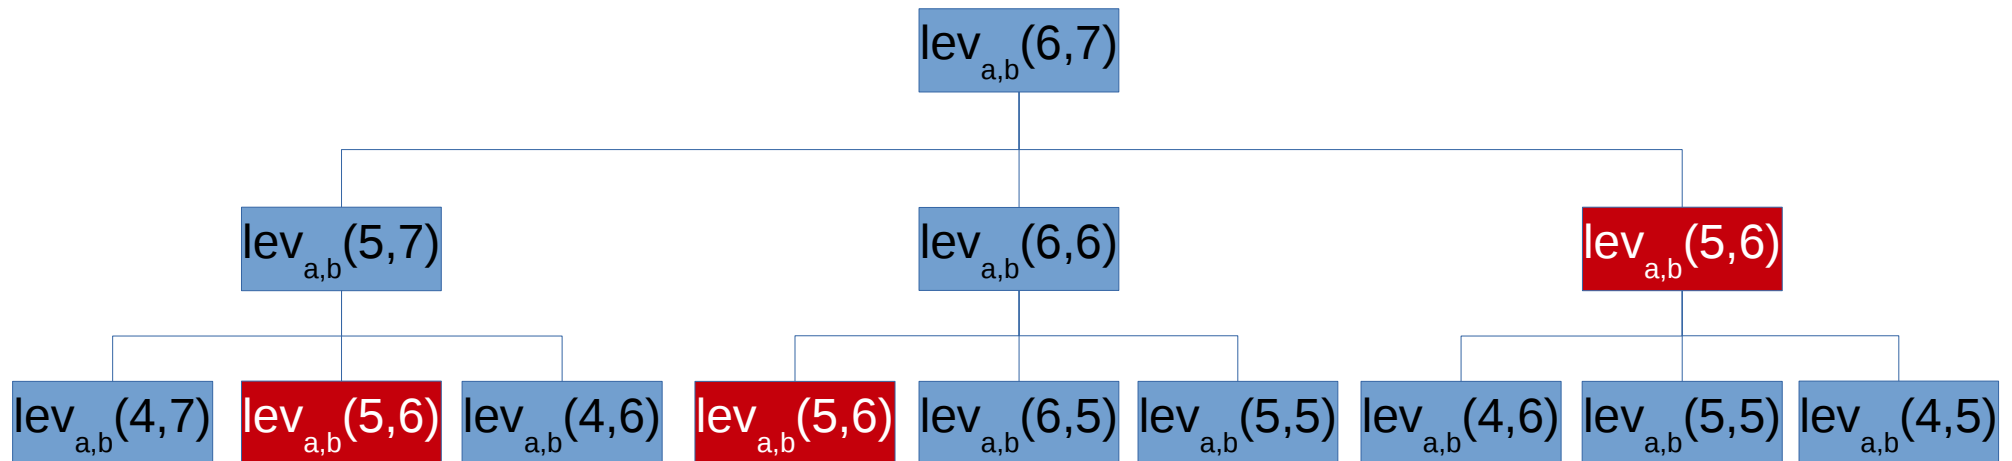 lev a,b (6,7)
lev a,b (5,7)
lev a,b (6,6)
lev a,b (5,6)
lev a,b (4,7)
lev a,b (5,6)
lev a,b (4,6)
lev a,b (5,6)
lev a,b (6,5)
lev a,b (5,5)
lev a,b (4,6)
lev a,b (5,5)
lev a,b (4,5)